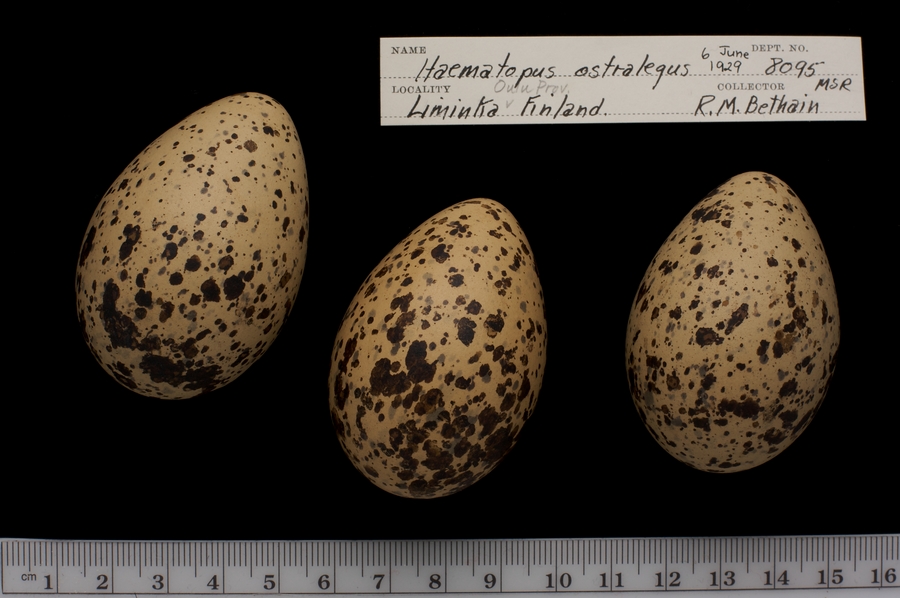 NAME 6 June DEPT. NO.
Haematopus ostralegus 1929 8095
LOCALITY Oulu Prov. COLLECTOR MSR
Liminka Finland. R.M. Bethain
cm 1 2 3 4 5 6 7 8 9 10 11 12 13 14 15 16